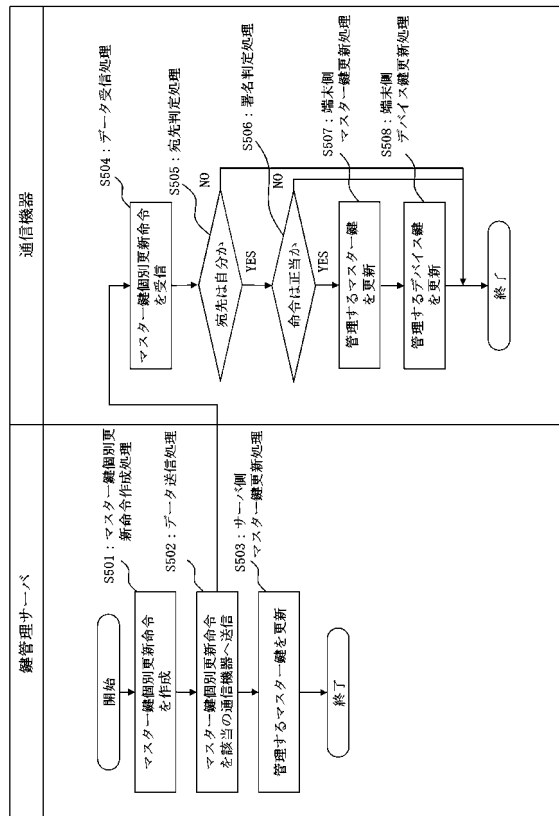 鍵管理サーバ
開始
S501：マスター鍵個別更
新命令作成処理
マスター鍵個別更新命令
を作成
S502：データ送信処理
マスター鍵個別更新命令
を該当の通信機器へ送信
S503：サーバ側
マスター鍵更新処理
管理するマスター鍵を更新
終了
通信機器
S504：データ受信処理
マスター鍵個別更新命令
を受信
S505：宛先判定処理
宛先は自分か
NO
YES
S506：署名判定処理
命令は正当か
NO
YES
S507：端末側
マスター鍵更新処理
管理するマスター鍵
を更新
S508：端末側
デバイス鍵更新処理
管理するデバイス鍵
を更新
終了